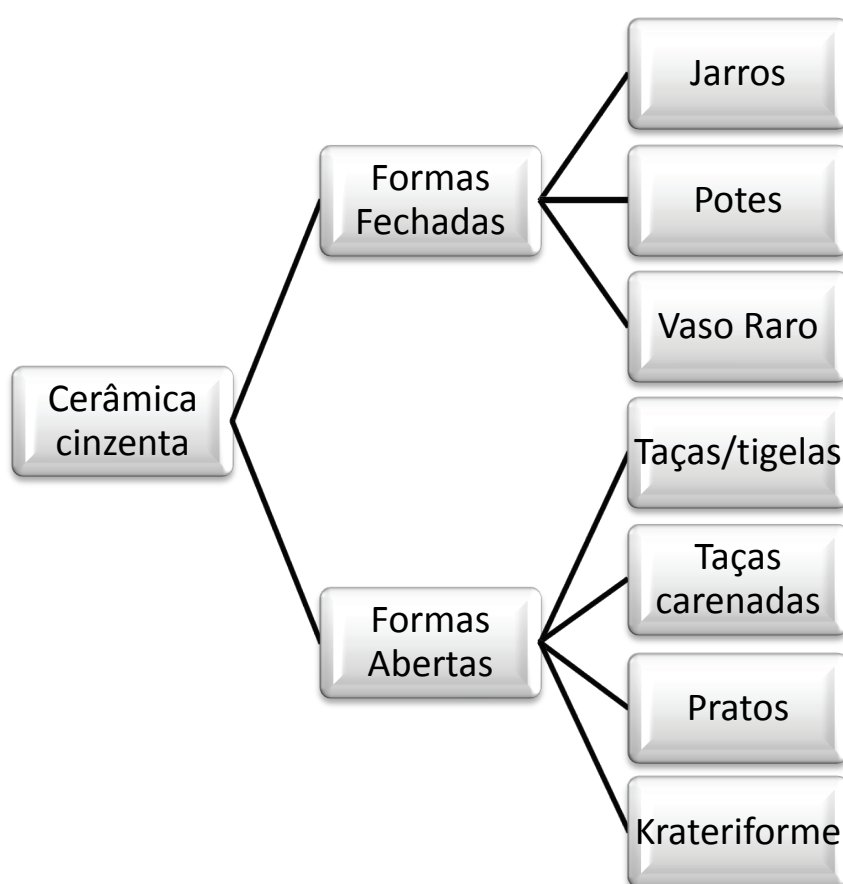 Cerâmica
cinzenta
Formas
Fechadas
Jarros
Potes
Vaso Raro
Formas
Abertas
Taças/tigelas
Taças
carenadas
Pratos
Krateriforme